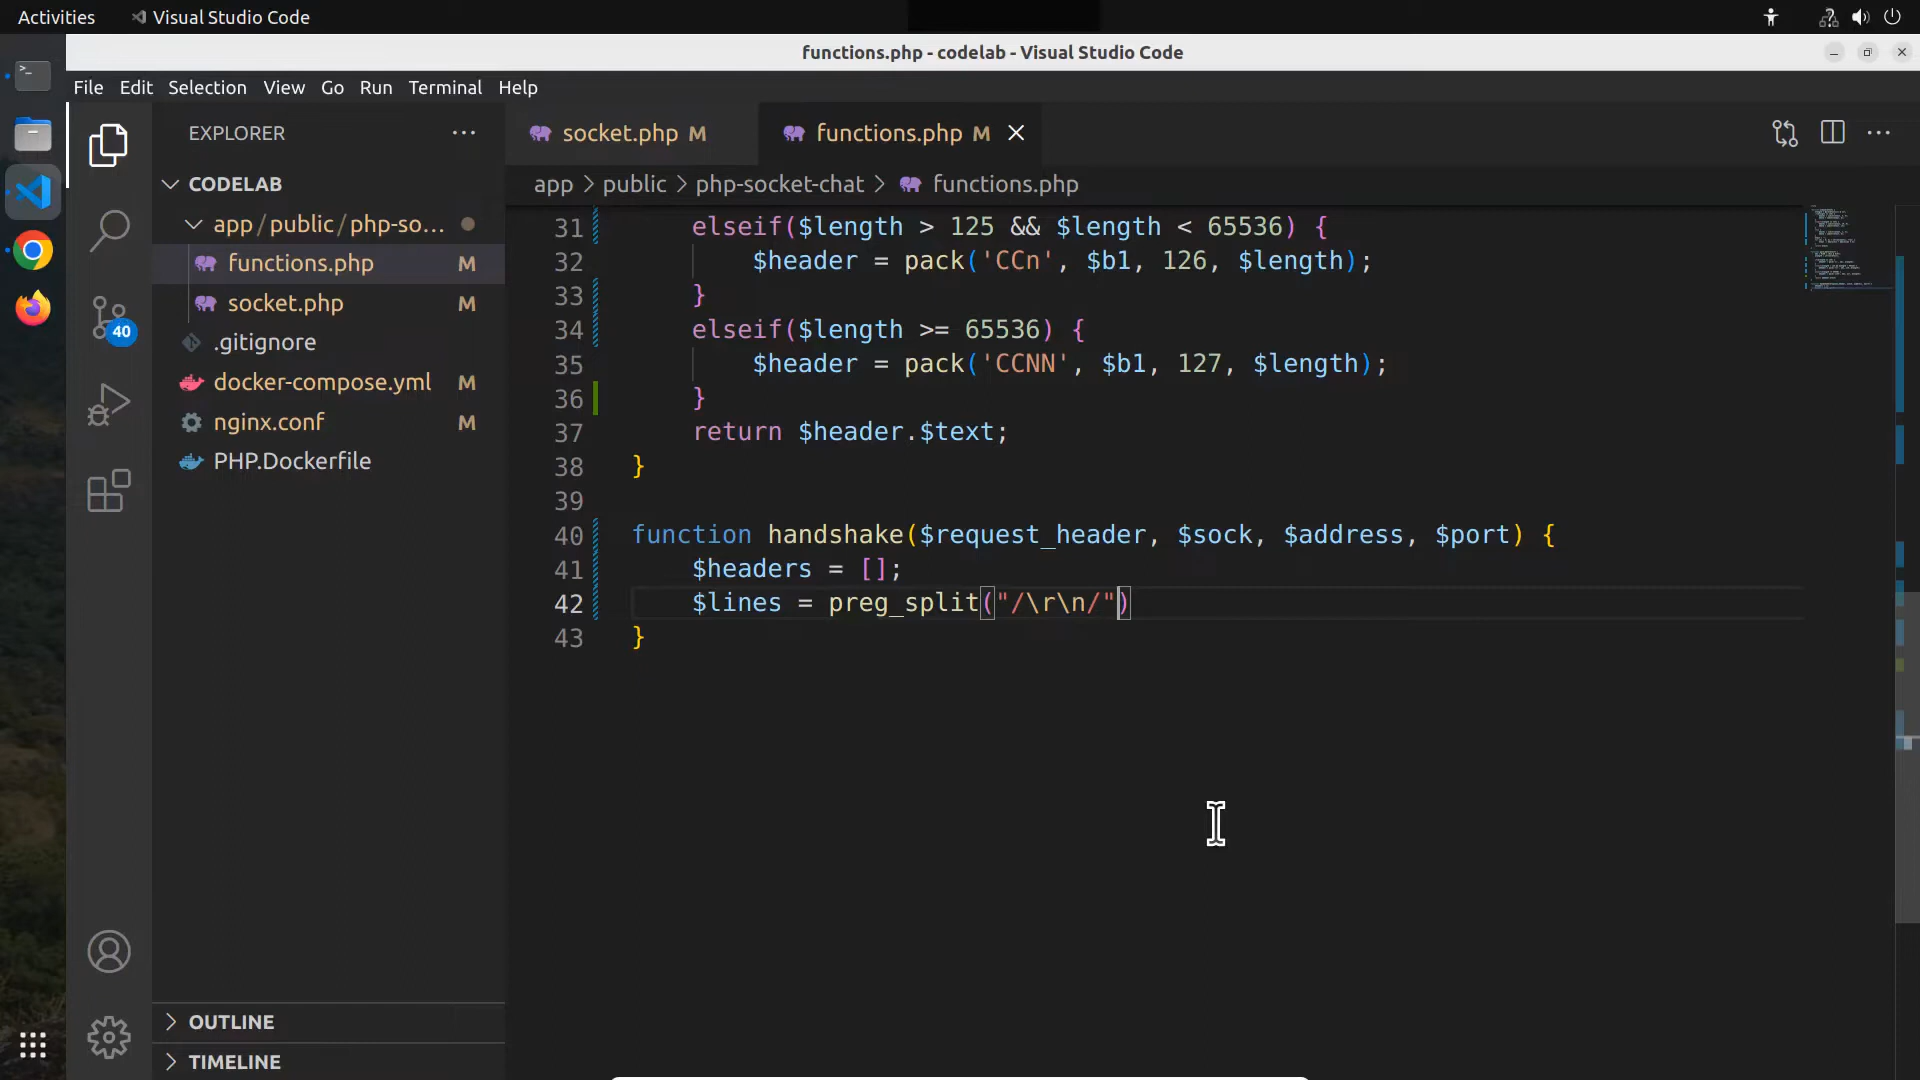 Activities
Visual Studio Code
functions.php - codelab - Visual Studio Code
File Edit Selection View Go Run Terminal Help
EXPLORER
CODELAB
app / public / php-so...
functions.php M
socket.php M
.gitignore
docker-compose.yml M
nginx.conf M
PHP.Dockerfile
40
OUTLINE
TIMELINE
socket.php M
functions.php M
app > public > php-socket-chat > functions.php
31 elseif($length > 125 && $length < 65536) {
32 $header = pack('CCn', $b1, 126, $length);
33 }
34 elseif($length >= 65536) {
35 $header = pack('CCNN', $b1, 127, $length);
36 }
37 return $header.$text;
38 }
39
40 function handshake($request_header, $sock, $address, $port) {
41 $headers = [];
42 $lines = preg_split("/\r\n/")
43 }